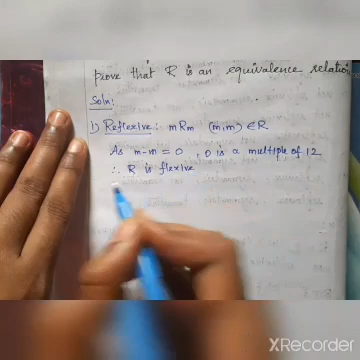 prove that R is an equivalence relation
Soln:
1) Reflexive: mRm (m,m) ∈ R
As m-m = 0 , 0 is a multiple of 12
∴ R is flexive
XRecorder